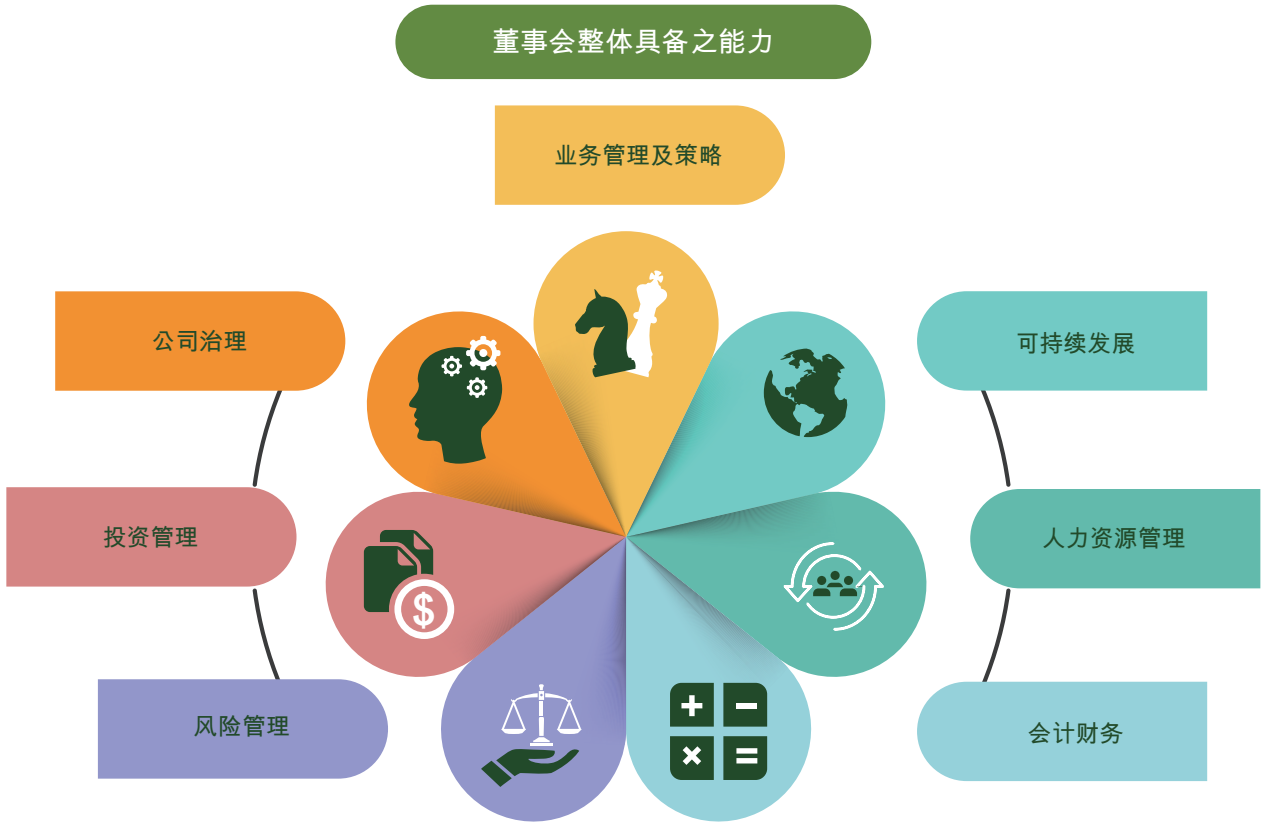 董事会整体具备之能力
业务管理及策略
公司治理
可持续发展
投资管理
人力资源管理
风险管理
会计财务
$